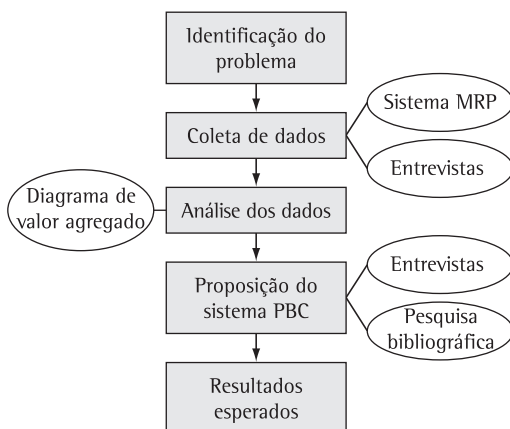 Identificação do
problema
Coleta de dados
Sistema MRP
Entrevistas
Diagrama de
valor agregado
Análise dos dados
Proposição do
sistema PBC
Entrevistas
Pesquisa
bibliográfica
Resultados
esperados